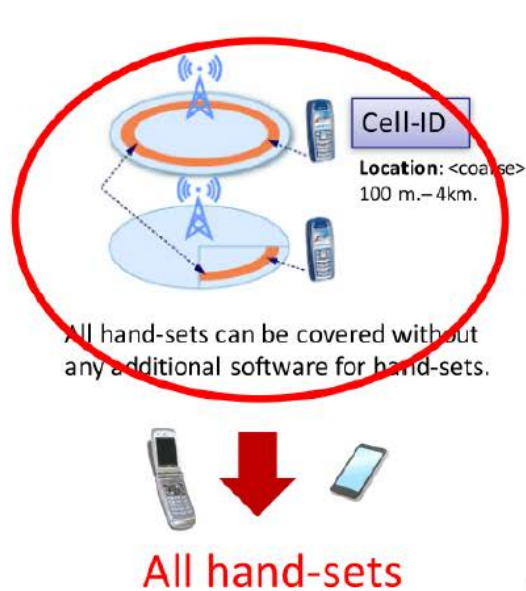 Cell-ID
Location: <coarse>
100 m.– 4km.
All hand-sets can be covered without
any additional software for hand-sets.
All hand-sets